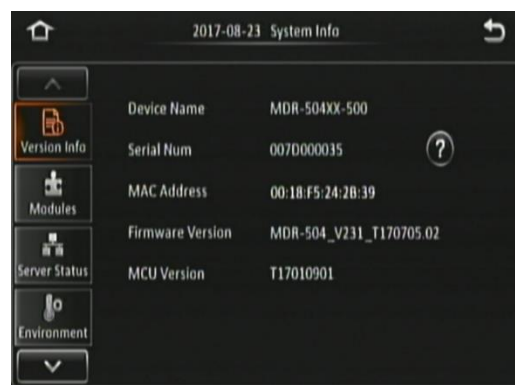 2017-08-23 System Info
Version Info
Modules
Server Status
Environment
Device Name MDR-504XX-500
Serial Num 007D000035
?
MAC Address 00:18:F5:24:2B:39
Firmware Version MDR-504_V231_T170705.02
MCU Version T17010901